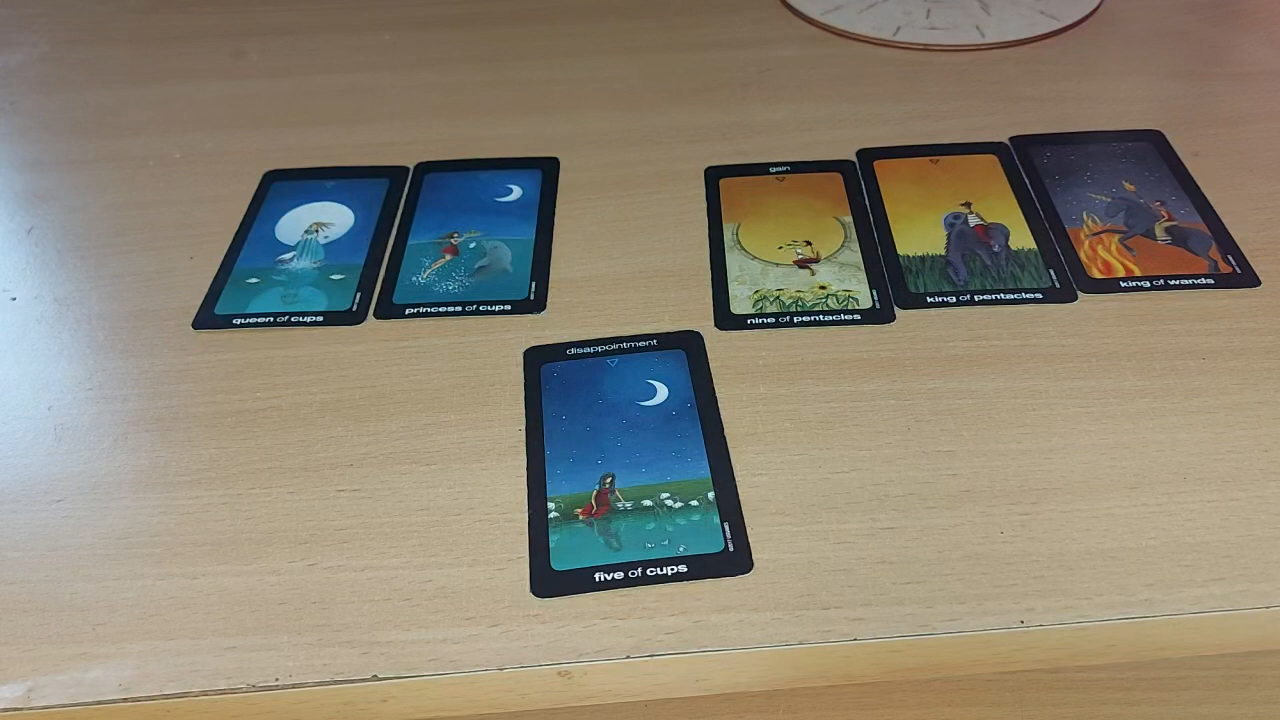 queen of cups
princess of cups
gain
nine of pentacles
king of pentacles
king of wands
disappointment
five of cups